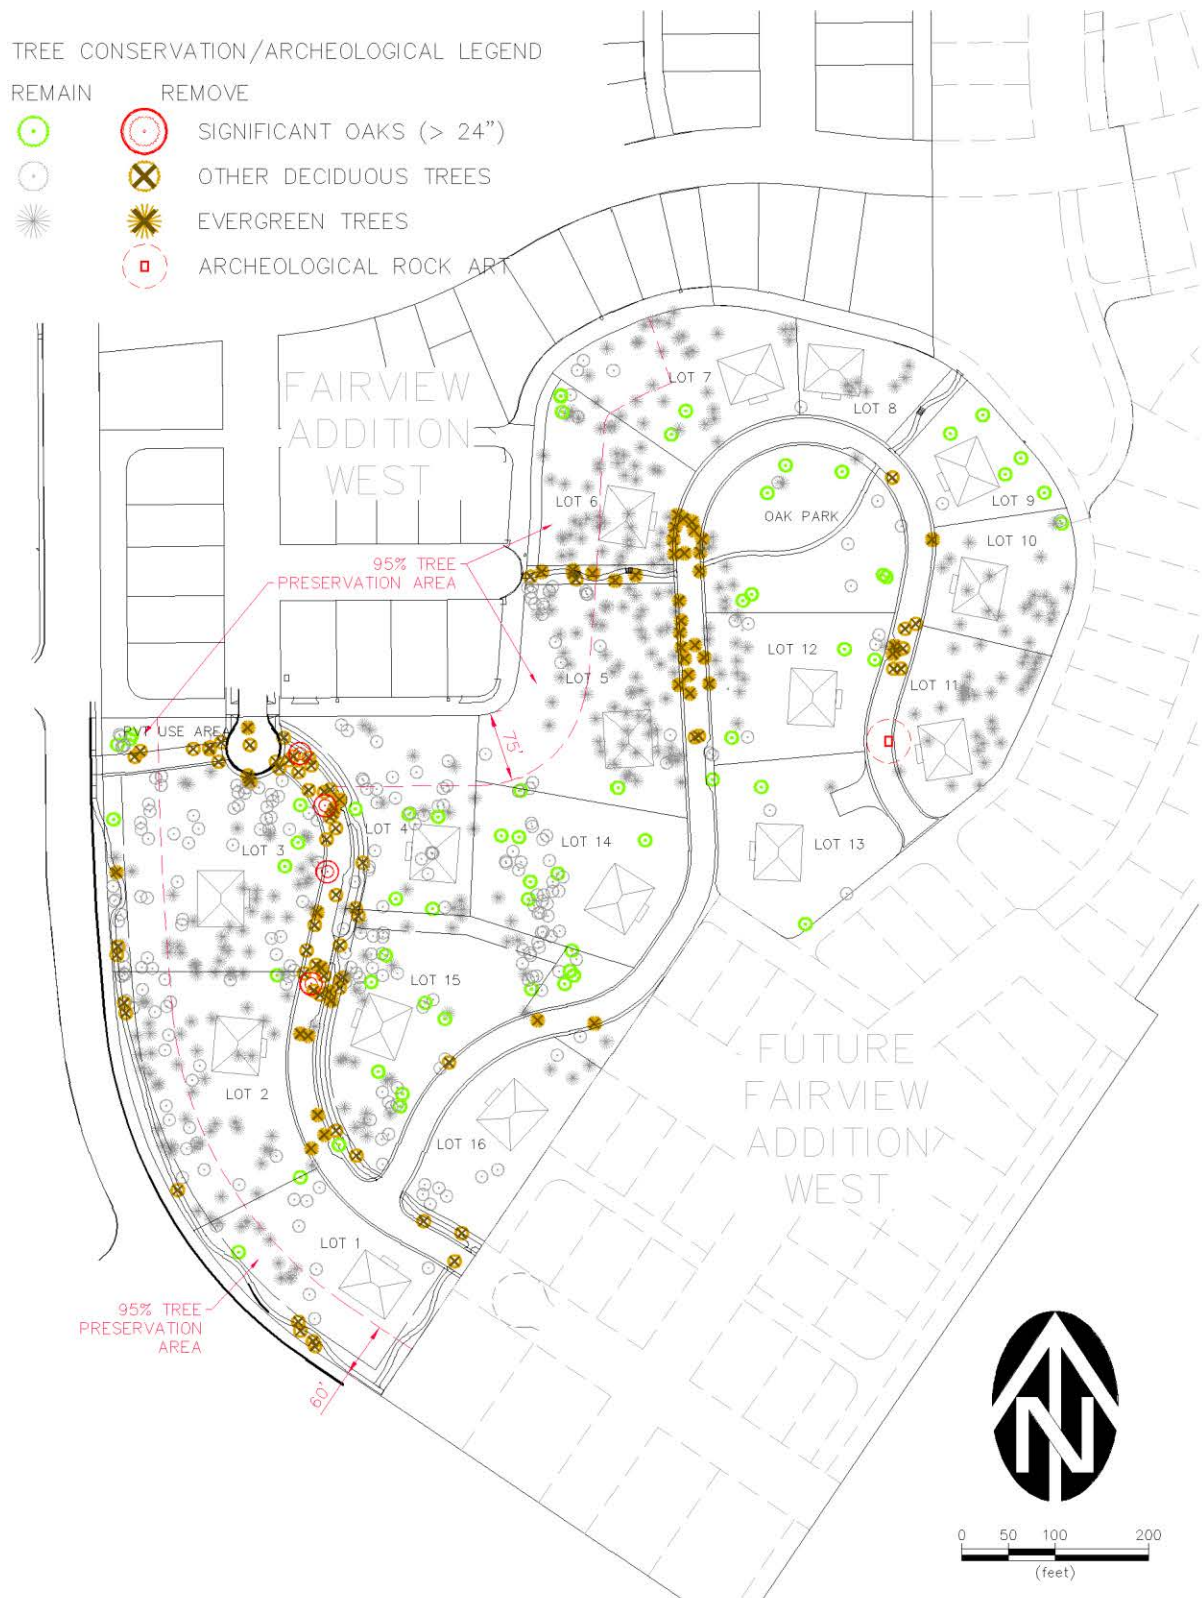 TREE CONSERVATION/ARCHEOLOGICAL LEGEND
REMAIN REMOVE
SIGNIFICANT OAKS (> 24")
OTHER DECIDUOUS TREES
EVERGREEN TREES
ARCHEOLOGICAL ROCK ART
FAIRVIEW
ADDITION
WEST
LOT 7
LOT 8
LOT 6
LOT 9
OAK PARK
LOT 10
95% TREE
PRESERVATION AREA
LOT 12
LOT 5
LOT 11
PVT USE AREA
75'
LOT 4
LOT 3
LOT 14
LOT 13
LOT 15
LOT 2
FUTURE
FAIRVIEW
ADDITION
WEST
LOT 16
LOT 1
95% TREE
PRESERVATION
AREA
60'
N
0 50 100 200
(feet)